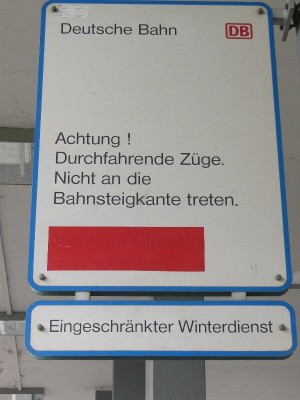 Deutsche Bahn DB
Achtung !
Durchfahrende Züge.
Nicht an die
Bahnsteigkante treten.
Eingeschränkter Winterdienst